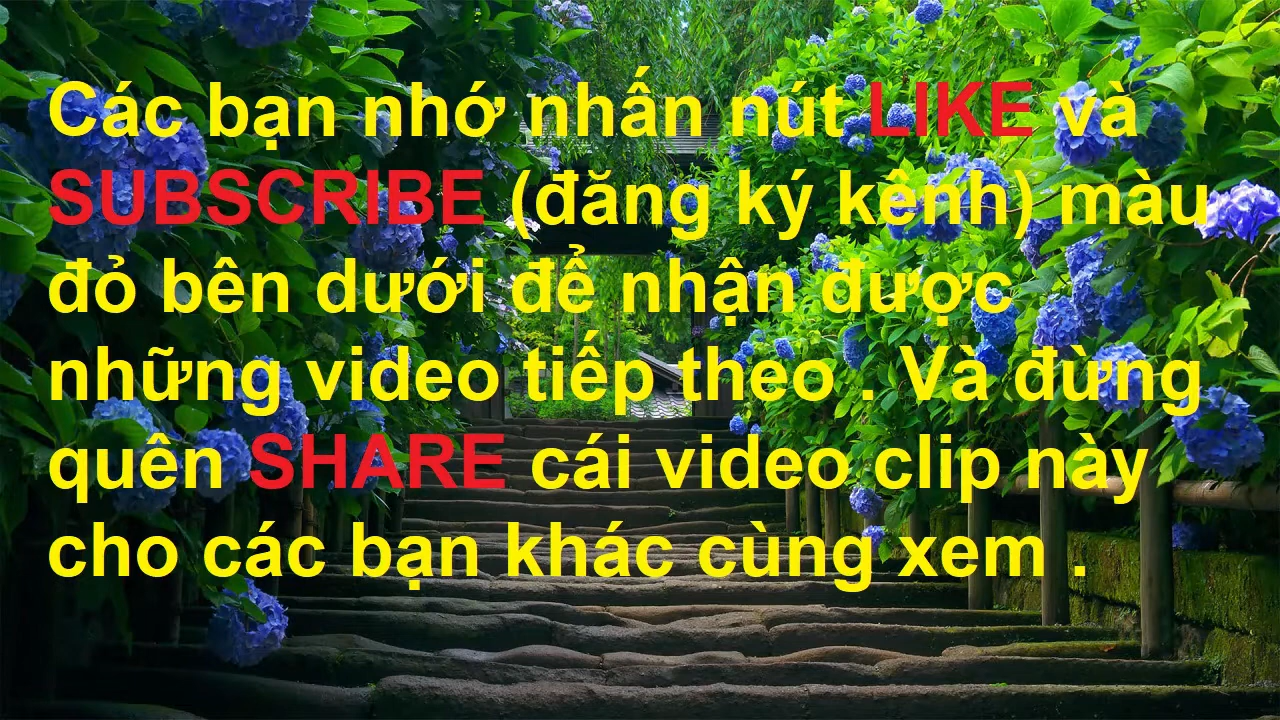 Các bạn nhớ nhấn nút LIKE và
SUBSCRIBE (đăng ký kênh) màu
đỏ bên dưới để nhận được
những video tiếp theo . Và đừng
quên SHARE cái video clip này
cho các bạn khác cùng xem .